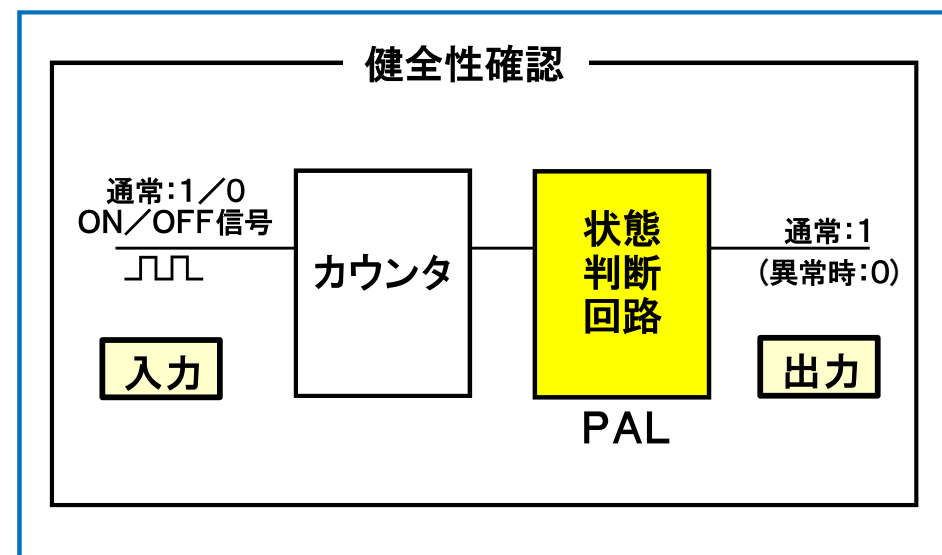 健全性確認
通常:1/0
ON/OFF信号
カウンタ
状態
判断
回路
通常:1
(異常時:0)
入力
出力
PAL